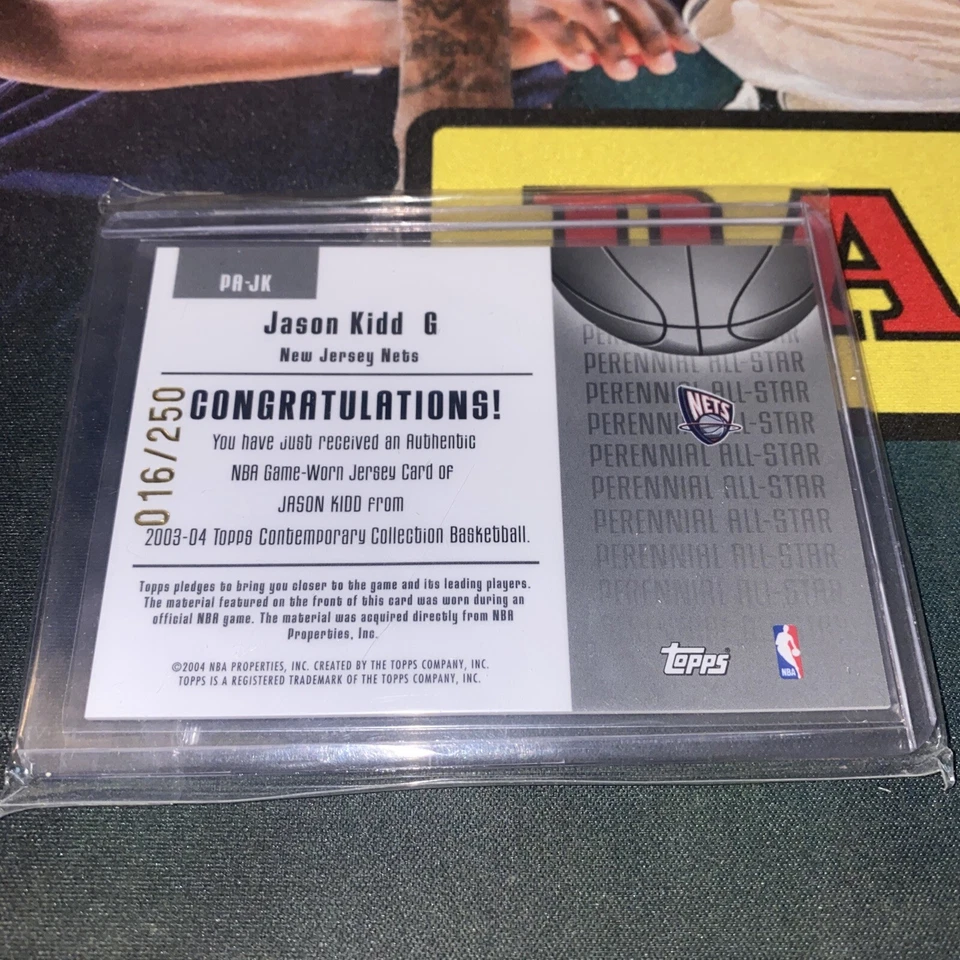 PA-JK
Jason Kidd G
New Jersey Nets
016/250
CONGRATULATIONS!
You have just received an Authentic
NBA Game-Worn Jersey Card of
JASON KIDD from
2003-04 Topps Contemporary Collection Basketball.
Topps pledges to bring you closer to the game and its leading players.
The material featured on the front of this card was worn during an
official NBA game. The material was acquired directly from NBA
Properties, Inc.
©2004 NBA PROPERTIES, INC. CREATED BY THE TOPPS COMPANY, INC.
TOPPS IS A REGISTERED TRADEMARK OF THE TOPPS COMPANY, INC.
PERENNIAL ALL-STAR
PERENNIAL ALL-STAR
PERENNIAL ALL-STAR
NETS
PERENNIAL ALL-STAR
PERENNIAL ALL-STAR
PERENNIAL ALL-STAR
PERENNIAL ALL-STAR
PERENNIAL ALL-STAR
topps
NBA